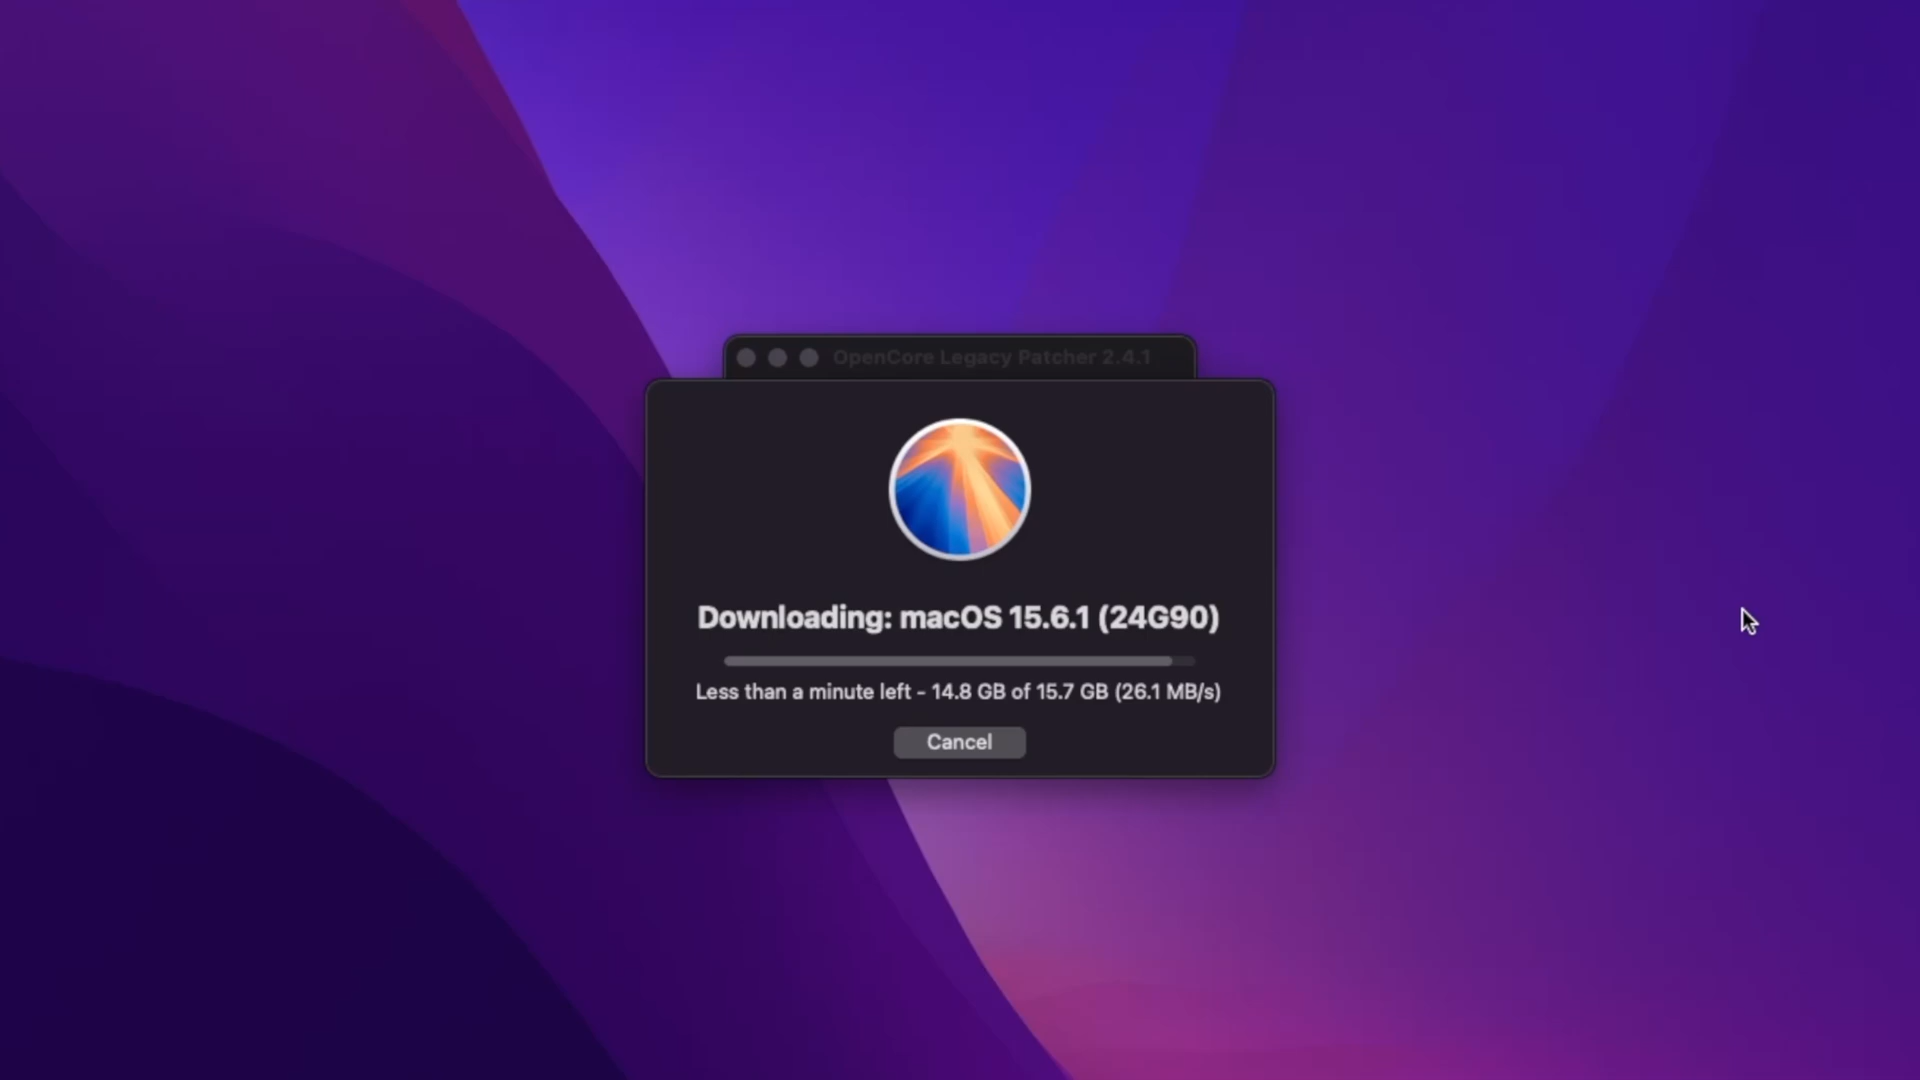 OpenCore Legacy Patcher 2.4.1
Downloading: macOS 15.6.1 (24G90)
Less than a minute left - 14.8 GB of 15.7 GB (26.1 MB/s)
Cancel